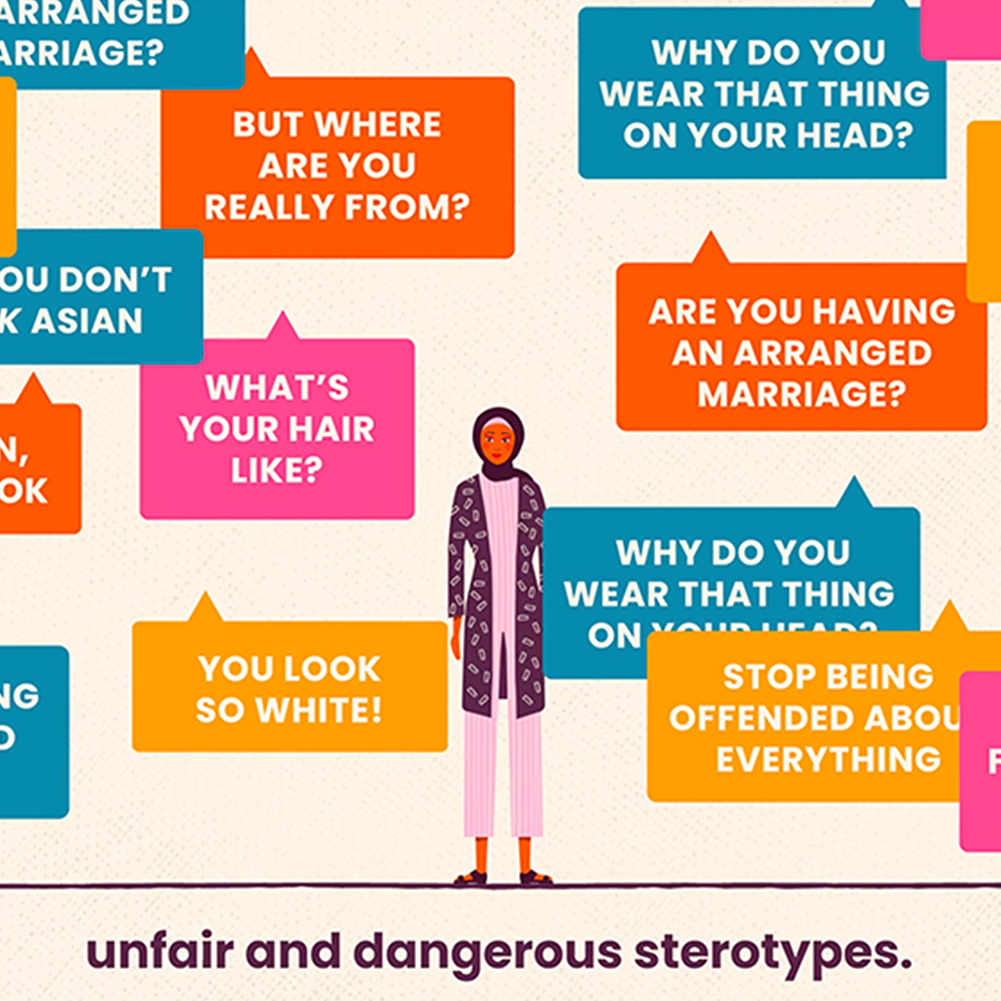 ARRANGED
ARRIAGE?
BUT WHERE
ARE YOU
REALLY FROM?
WHY DO YOU
WEAR THAT THING
ON YOUR HEAD?
OU DON'T
K ASIAN
ARE YOU HAVING
AN ARRANGED
MARRIAGE?
WHAT'S
YOUR HAIR
LIKE?
N,
OK
WHY DO YOU
WEAR THAT THING
ON YOUR HEAD?
YOU LOOK
SO WHITE!
STOP BEING
OFFENDED ABOU
EVERYTHING
NG
D
F
unfair and dangerous sterotypes.